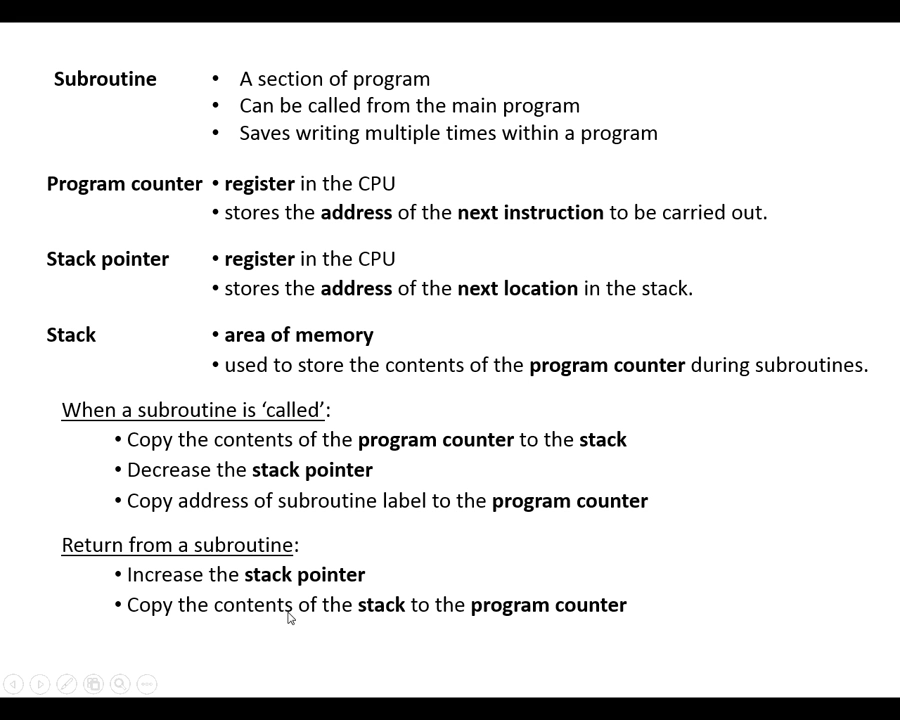 Subroutine • A section of program
• Can be called from the main program
• Saves writing multiple times within a program
Program counter • register in the CPU
• stores the address of the next instruction to be carried out.
Stack pointer • register in the CPU
• stores the address of the next location in the stack.
Stack • area of memory
• used to store the contents of the program counter during subroutines.
When a subroutine is ‘called’:
• Copy the contents of the program counter to the stack
• Decrease the stack pointer
• Copy address of subroutine label to the program counter
Return from a subroutine:
• Increase the stack pointer
• Copy the contents of the stack to the program counter